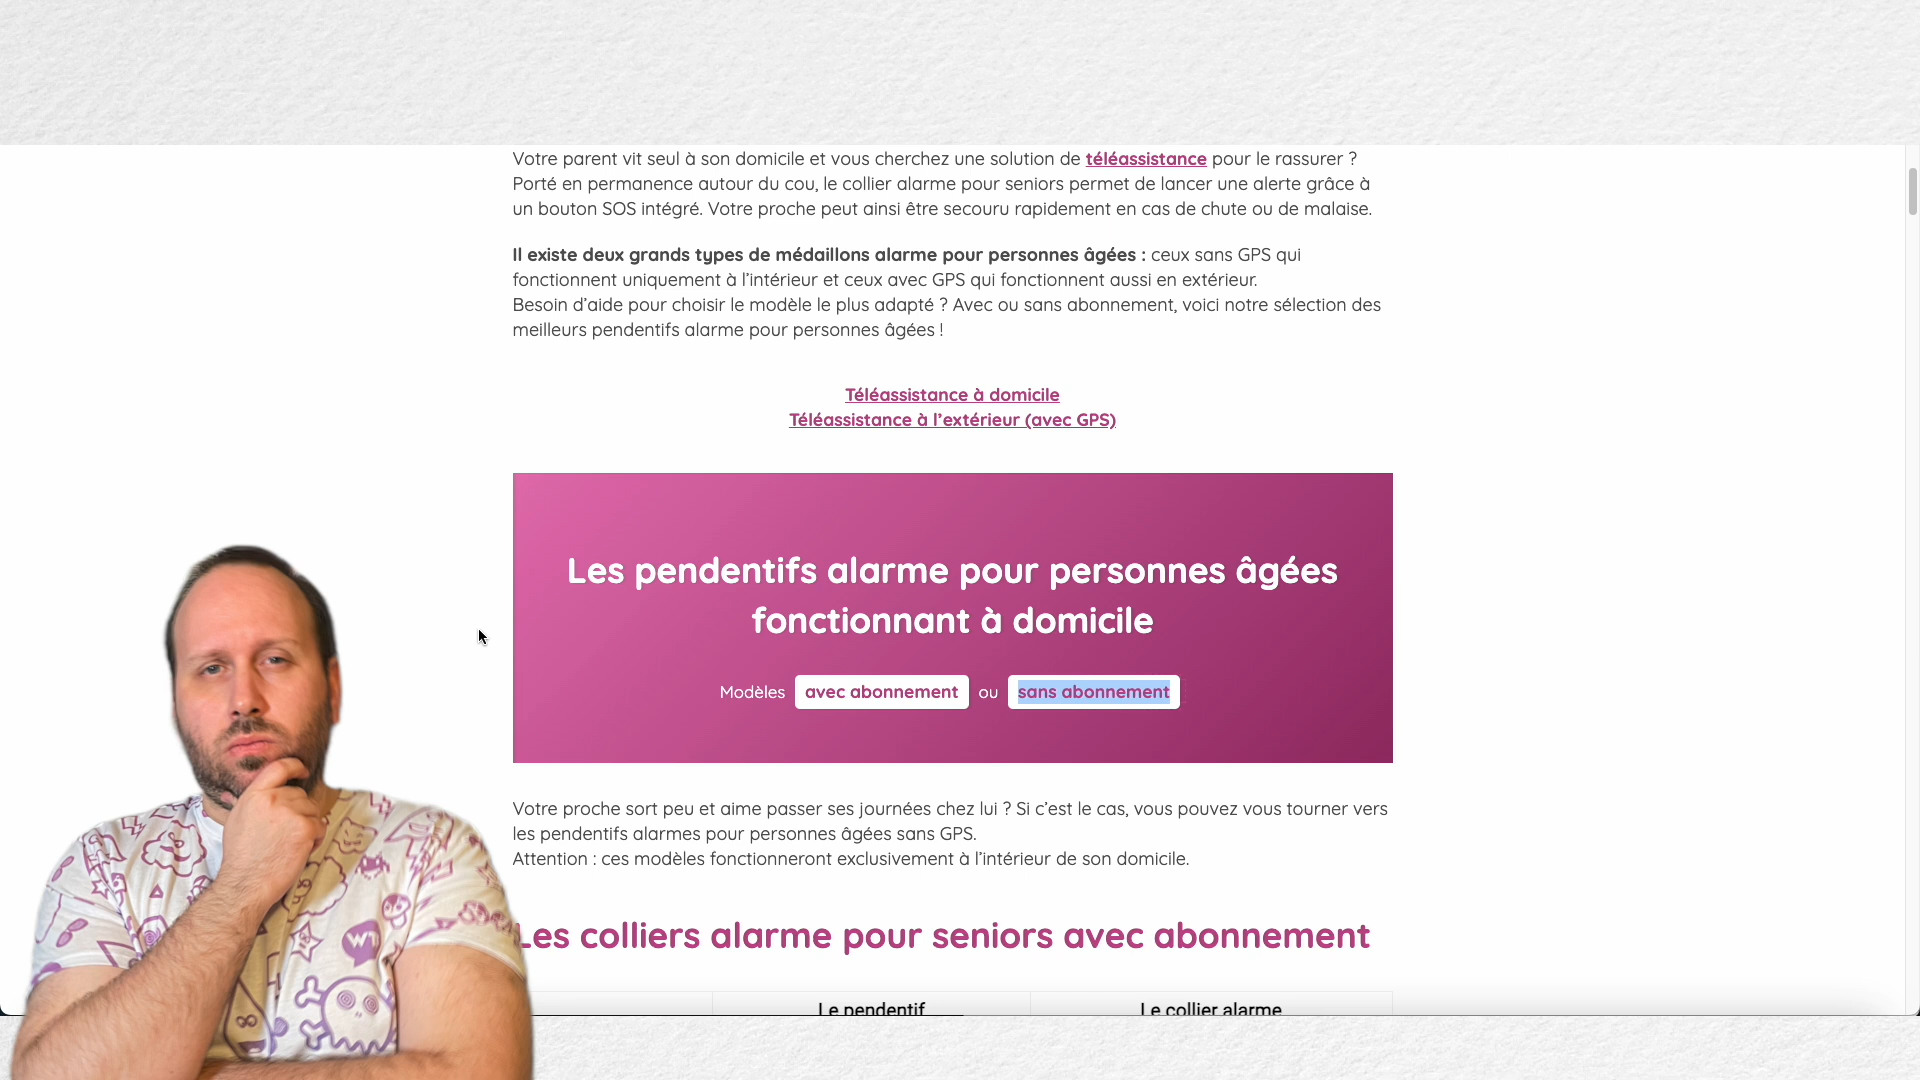 Votre parent vit seul à son domicile et vous cherchez une solution de téléassistance pour le rassurer ?
Porté en permanence autour du cou, le collier alarme pour seniors permet de lancer une alerte grâce à
un bouton SOS intégré. Votre proche peut ainsi être secouru rapidement en cas de chute ou de malaise.
Il existe deux grands types de médaillons alarme pour personnes âgées : ceux sans GPS qui
fonctionnent uniquement à l'intérieur et ceux avec GPS qui fonctionnent aussi en extérieur.
Besoin d'aide pour choisir le modèle le plus adapté ? Avec ou sans abonnement, voici notre sélection des
meilleurs pendentifs alarme pour personnes âgées !
Téléassistance à domicile
Téléassistance à l'extérieur (avec GPS)
Les pendentifs alarme pour personnes âgées
fonctionnant à domicile
Modèles avec abonnement ou sans abonnement
Votre proche sort peu et aime passer ses journées chez lui ? Si c'est le cas, vous pouvez vous tourner vers
les pendentifs alarmes pour personnes âgées sans GPS.
Attention : ces modèles fonctionneront exclusivement à l'intérieur de son domicile.
Les colliers alarme pour seniors avec abonnement
Le pendentif
Le collier alarme